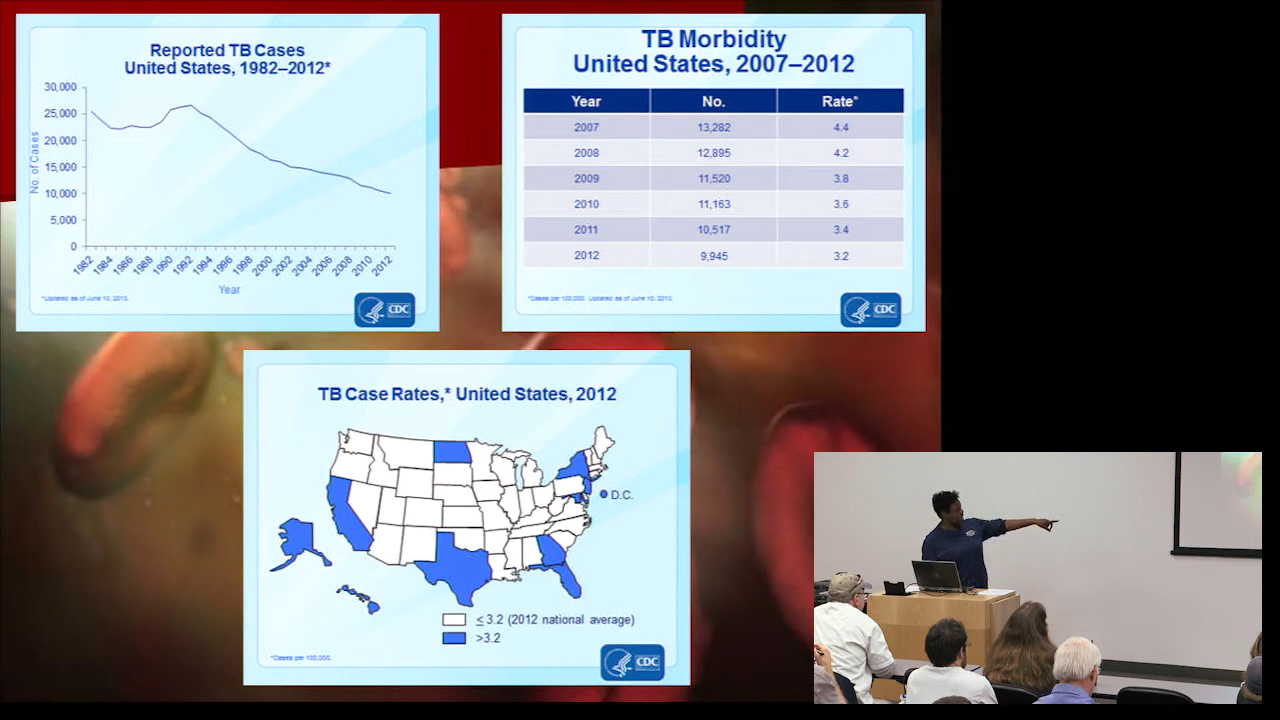 Reported TB Cases
United States, 1982–2012*
30,000
25,000
20,000
15,000
10,000
5,000
0
No. of Cases
1982
1984
1986
1988
1990
1992
1994
1996
1998
2000
2002
2004
2006
2008
2010
2012
Year
*Updated as of June 10, 2013.
CDC
TB Morbidity
United States, 2007–2012
Year No. Rate*
2007 13,282 4.4
2008 12,895 4.2
2009 11,520 3.8
2010 11,163 3.6
2011 10,517 3.4
2012 9,945 3.2
*Cases per 100,000. Updated as of June 10, 2013.
CDC
TB Case Rates,* United States, 2012
D.C.
≤ 3.2 (2012 national average)
>3.2
*Cases per 100,000.
CDC